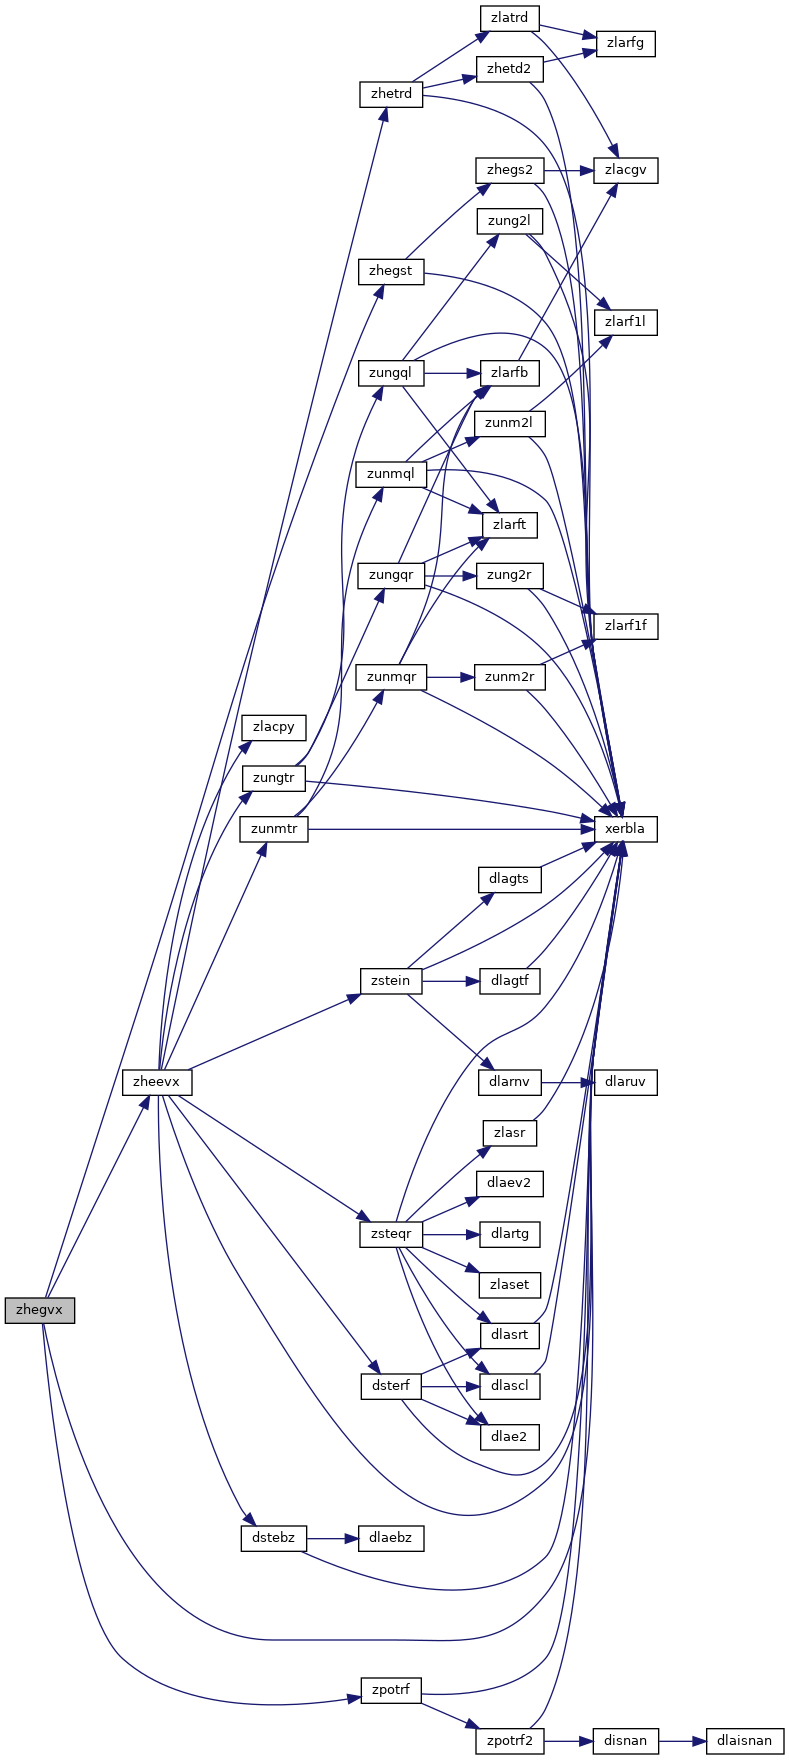 zlatrd
zlarfg
zhetd2
zhetrd
zhegs2
zlacgv
zung2l
zhegst
zlarf1l
zungql
zlarfb
zunm2l
zunmql
zlarft
zungqr
zung2r
zlarf1f
zunmqr
zunm2r
zlacpy
zungtr
zunmtr
xerbla
dlagts
zstein
dlagtf
zheevx
dlarnv
dlaruv
zlasr
dlaev2
zsteqr
dlartg
zlaset
zhegvx
dlasrt
dsterf
dlascl
dlae2
dstebz
dlaebz
zpotrf
zpotrf2
disnan
dlaisnan